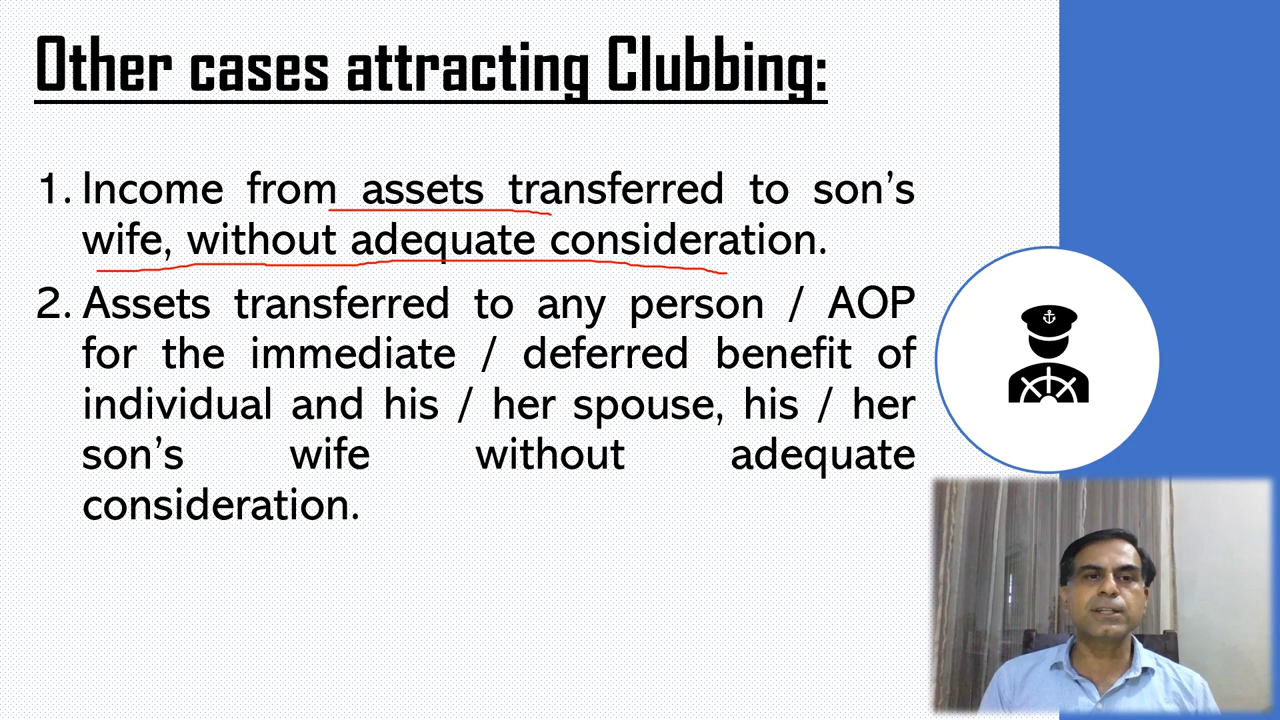 Other cases attracting Clubbing:
1. Income from assets transferred to son's
wife, without adequate consideration.
2. Assets transferred to any person / AOP
for the immediate / deferred benefit of
individual and his / her spouse, his / her
son's wife without adequate
consideration.